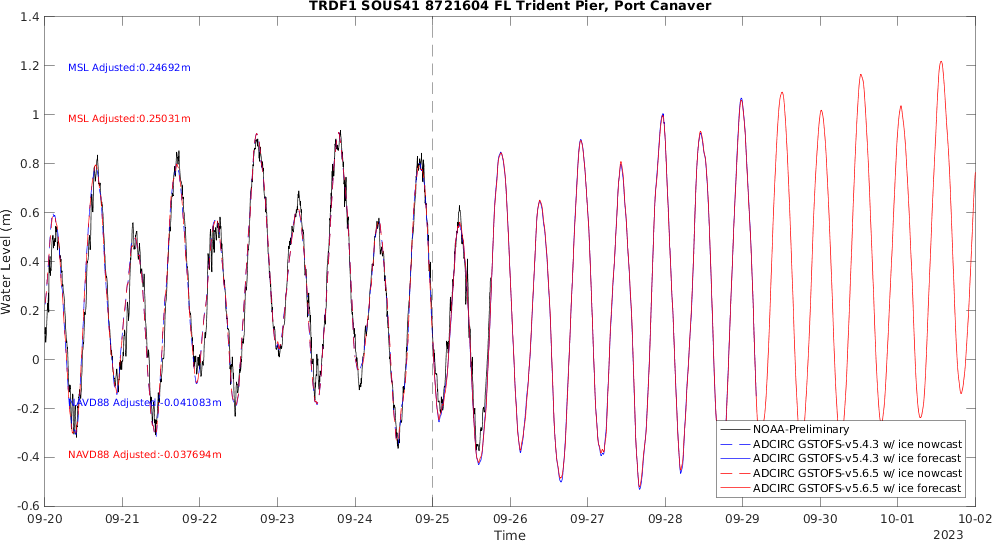 TRDF1 SOUS41 8721604 FL Trident Pier, Port Canaver
1.4
1.2
1
0.8
0.6
0.4
0.2
0
-0.2
-0.4
-0.6
Water Level (m)
MSL Adjusted:0.24692m
MSL Adjusted:0.25031m
NAVD88 Adjusted:-0.041083m
NAVD88 Adjusted:-0.037694m
NOAA-Preliminary
ADCIRC GSTOFS-v5.4.3 w/ ice nowcast
ADCIRC GSTOFS-v5.4.3 w/ ice forecast
ADCIRC GSTOFS-v5.6.5 w/ ice nowcast
ADCIRC GSTOFS-v5.6.5 w/ ice forecast
09-20 09-21 09-22 09-23 09-24 09-25 09-26 09-27 09-28 09-29 09-30 10-01 10-02
Time
2023